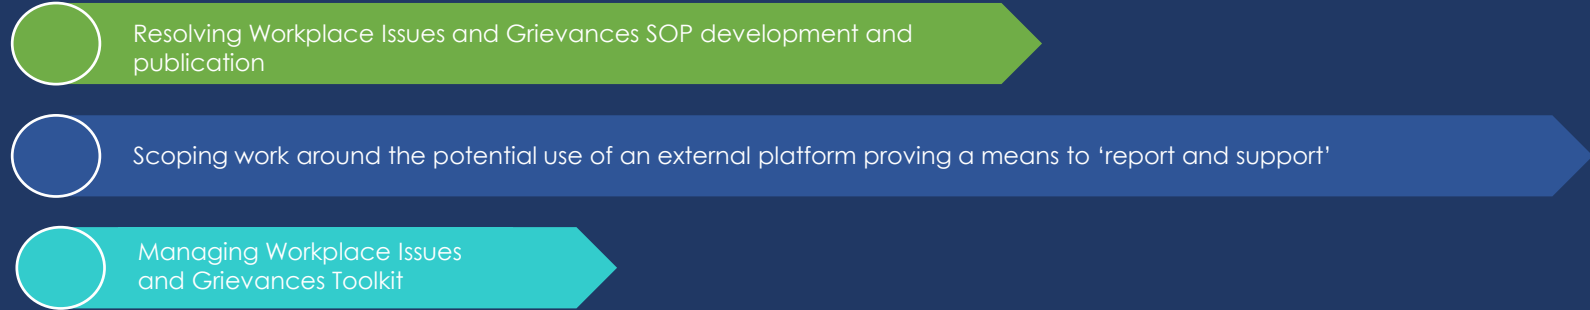 Resolving Workplace Issues and Grievances SOP development and
publication
Scoping work around the potential use of an external platform proving a means to ‘report and support’
Managing Workplace Issues
and Grievances Toolkit